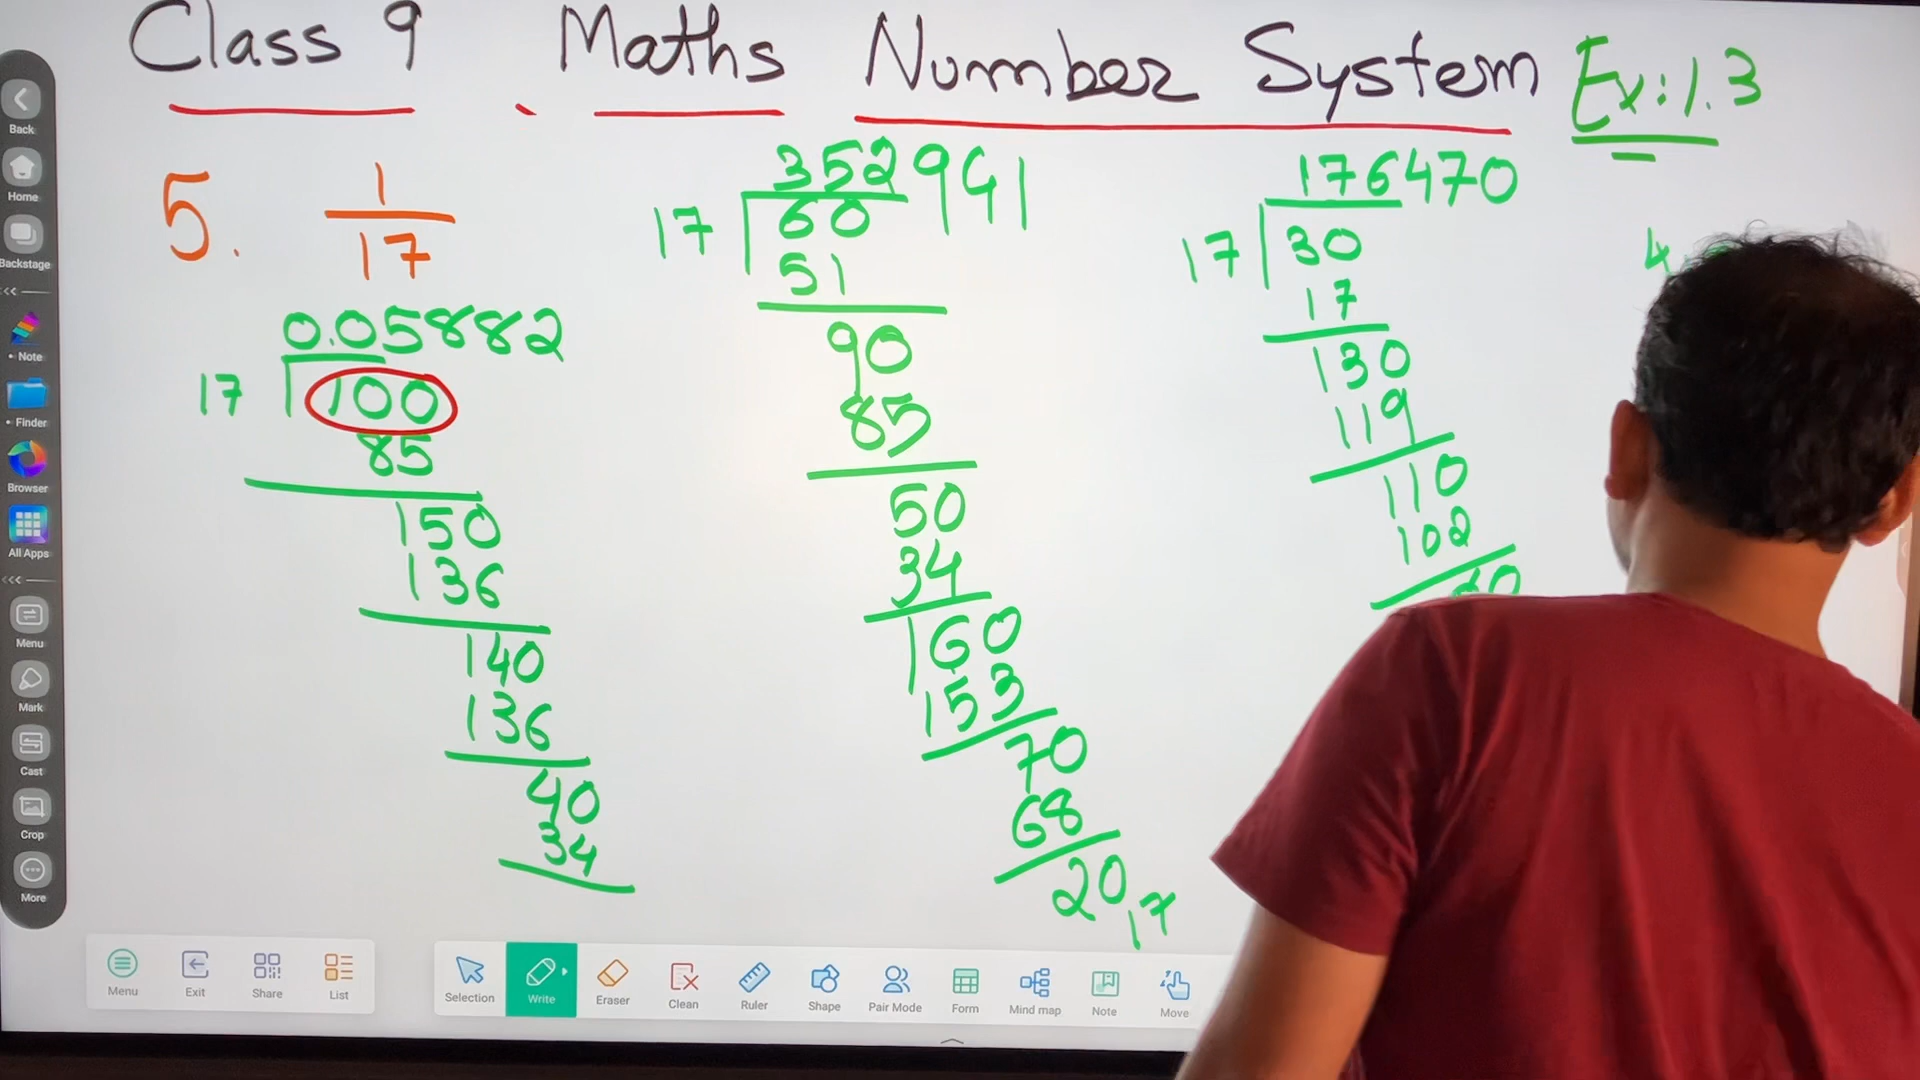 Class 9 Maths Number System Ex:1.3
5. 1
17
0.05882
17 100
85
150
136
140
136
40
34
352941
17 60
51
90
85
50
34
160
153
70
68
20
17
176470
17 30
17
130
119
110
102
Back
Home
Backstage
Note
Finder
Browser
All Apps
Menu
Mark
Cast
Crop
More
Menu Exit Share List
Selection Write Eraser Clean Ruler Shape Pair Mode Form Mind map Note Move